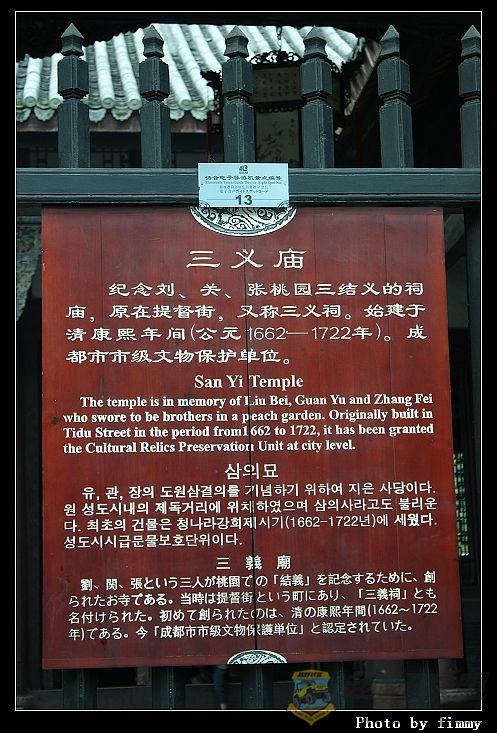 语音电子导游机景点编号
13
三义庙
纪念刘、关、张桃园三结义的祠
庙，原在提督街，又称三义祠。始建于
清康熙年间(公元1662—1722年)。成
都市市级文物保护单位。
San Yi Temple
The temple is in memory of Liu Bei, Guan Yu and Zhang Fei
who swore to be brothers in a peach garden. Originally built in
Tidu Street in the period from1662 to 1722, it has been granted
the Cultural Relics Preservation Unit at city level.
삼의묘
유, 관, 장의 도원삼결의를 기념하기 위하여 지은 사당이다.
원 성도시내의 제독거리에 위치하였으며 삼의사라고도 불리운
다. 최초의 건물은 청나라강희제시기(1662-1722년)에 세웠다.
성도시시급문물보호단위이다.
三義廟
劉、関、張という三人が桃園での「結義」を記念するために、創
られたお寺である。当時は提督街という町にあり、「三義祠」とも
名付けられた。初めて創られたのは、清の康熙年間(1662~1722
年)である。今「成都市市級文物保護単位」と認定されていた。
Photo by fimmy